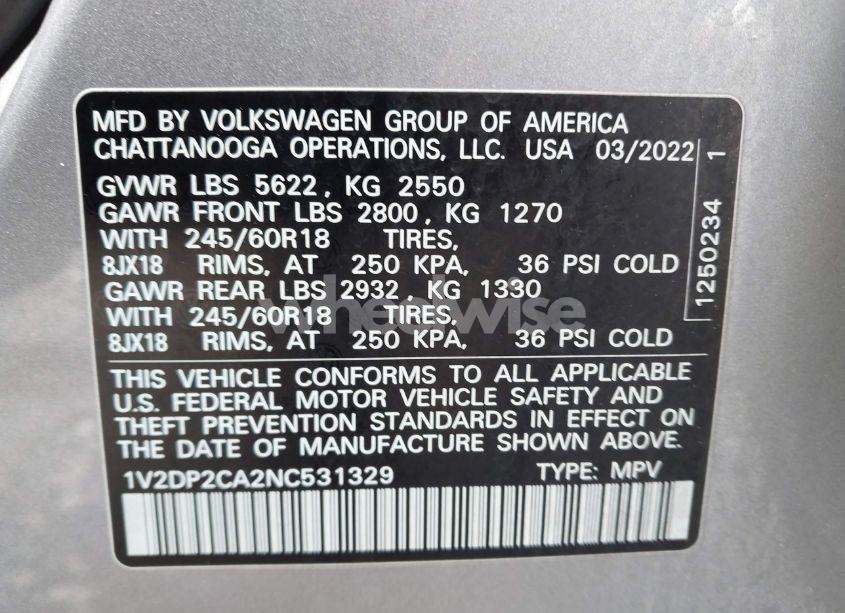 MFD BY VOLKSWAGEN GROUP OF AMERICA
CHATTANOOGA OPERATIONS, LLC. USA 03/2022
GVWR LBS 5622, KG 2550
GAWR FRONT LBS 2800, KG 1270
WITH 245/60R18 TIRES,
8JX18 RIMS, AT 250 KPA, 36 PSI COLD
GAWR REAR LBS 2932, KG 1330
WITH 245/60R18 TIRES,
8JX18 RIMS, AT 250 KPA, 36 PSI COLD
THIS VEHICLE CONFORMS TO ALL APPLICABLE
U.S. FEDERAL MOTOR VEHICLE SAFETY AND
THEFT PREVENTION STANDARDS IN EFFECT ON
THE DATE OF MANUFACTURE SHOWN ABOVE.
1V2DP2CA2NC531329 TYPE: MPV
1250234 1
wheelwise